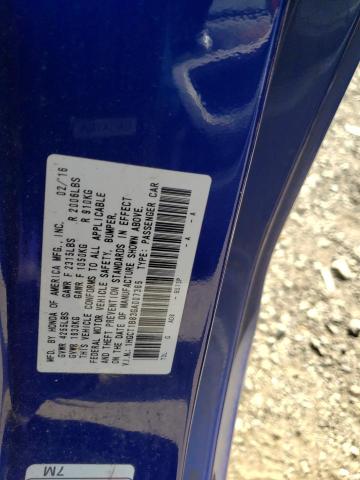 MFD. BY HONDA OF AMERICA MFG., INC. 02/16
GVWR 4255LBS GAWR F 2315LBS R 2006LBS
GVWR 1930KG GAWR F 1050KG R 910KG
THIS VEHICLE CONFORMS TO ALL APPLICABLE
FEDERAL MOTOR VEHICLE SAFETY, BUMPER,
AND THEFT PREVENTION STANDARDS IN EFFECT
ON THE DATE OF MANUFACTURE SHOWN ABOVE.
V.I.N.: TYPE: PASSENGER CAR
7M